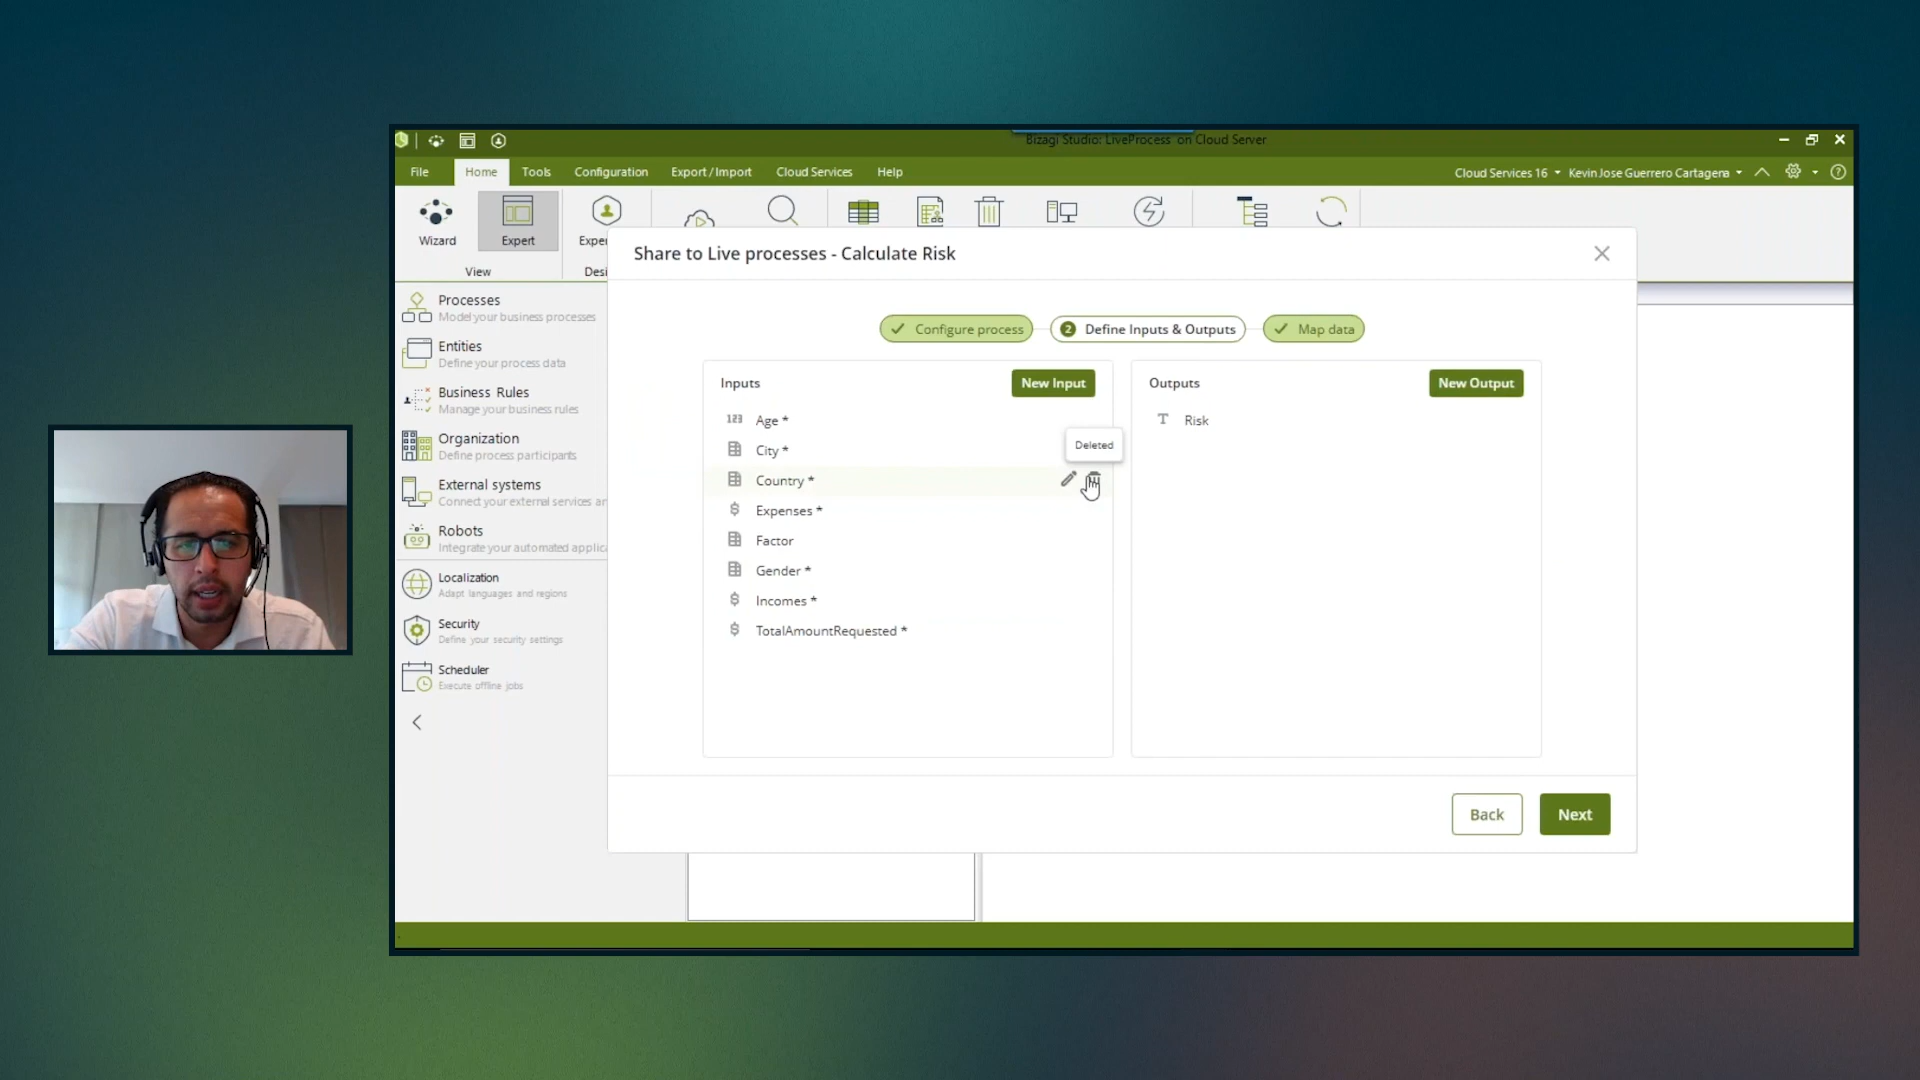 Bizagi Studio: LiveProcess on Cloud Server
File Home Tools Configuration Export / Import Cloud Services Help
Cloud Services 16 Kevin Jose Guerrero Cartagena
Wizard Expert Exper
View Desi
Share to Live processes - Calculate Risk
Configure process 2 Define Inputs & Outputs Map data
Processes
Model your business processes
Entities
Define your process data
Business Rules
Manage your business rules
Organization
Define process participants
External systems
Connect your external services ar
Robots
Integrate your automated applica
Localization
Adapt languages and regions
Security
Define your security settings
Scheduler
Execute offline jobs
Inputs New Input
123 Age *
City *
Country *
Deleted
$ Expenses *
Factor
Gender *
$ Incomes *
$ TotalAmountRequested *
Outputs New Output
T Risk
Back Next